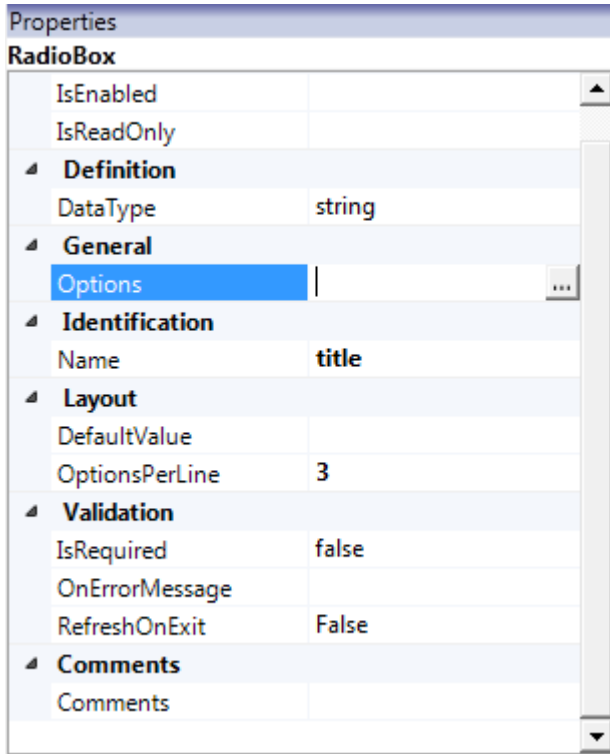 Properties
RadioBox
IsEnabled
IsReadOnly
Definition
DataType string
General
Options ...
Identification
Name title
Layout
DefaultValue
OptionsPerLine 3
Validation
IsRequired false
OnErrorMessage
RefreshOnExit False
Comments
Comments